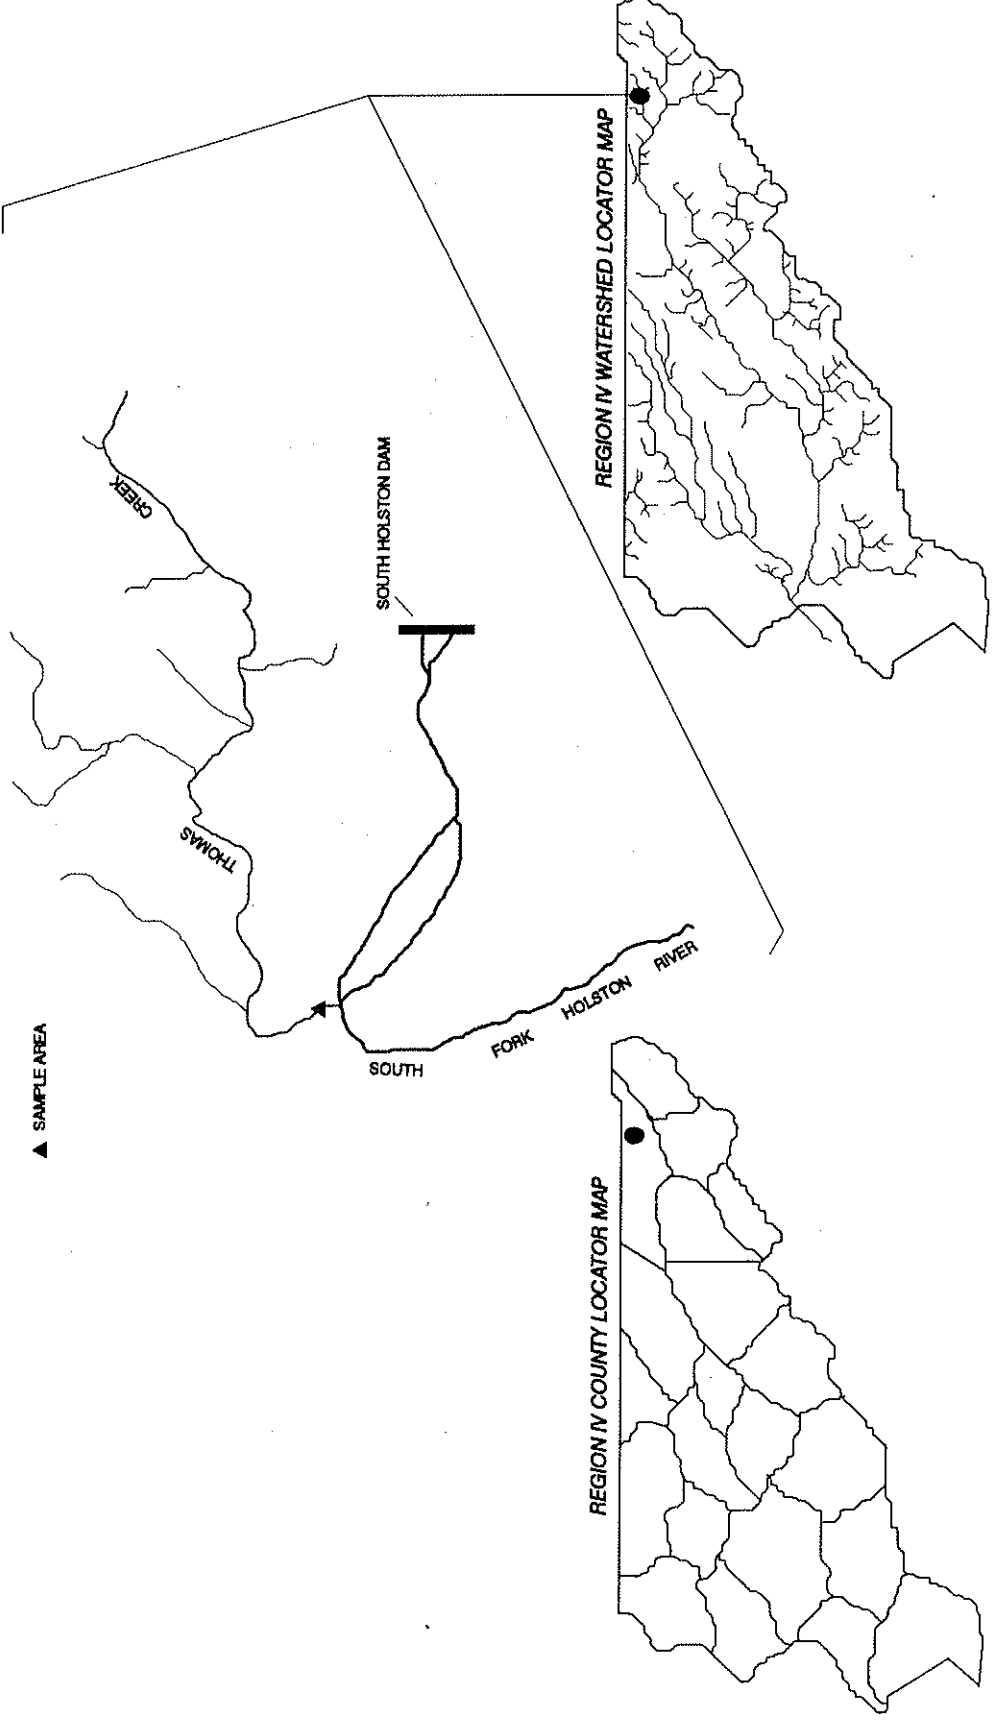 ▲ SAMPLE AREA
THOMAS
CREEK
SOUTH HOLSTON DAM
SOUTH
FORK
HOLSTON
RIVER
REGION IV COUNTY LOCATOR MAP
REGION IV WATERSHED LOCATOR MAP